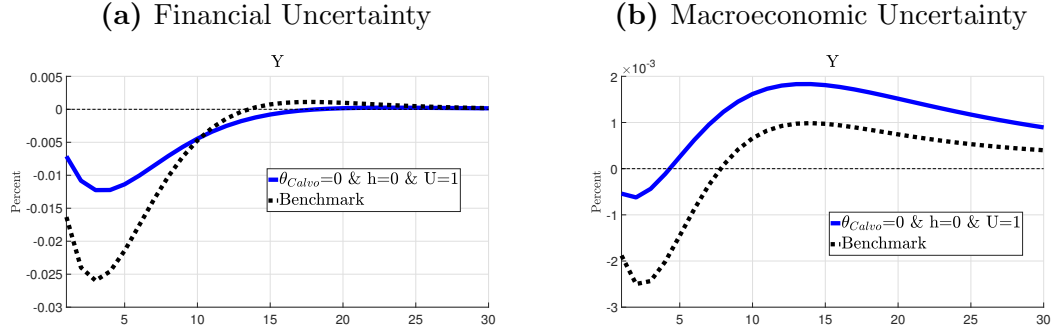 (a) Financial Uncertainty
Y
Percent
0.005
0
-0.005
-0.01
-0.015
-0.02
-0.025
-0.03
5 10 15 20 25 30
θCalvo=0 & h=0 & U=1
Benchmark
(b) Macroeconomic Uncertainty
×10-3
Y
Percent
2
1
0
-1
-2
-3
5 10 15 20 25 30
θCalvo=0 & h=0 & U=1
Benchmark